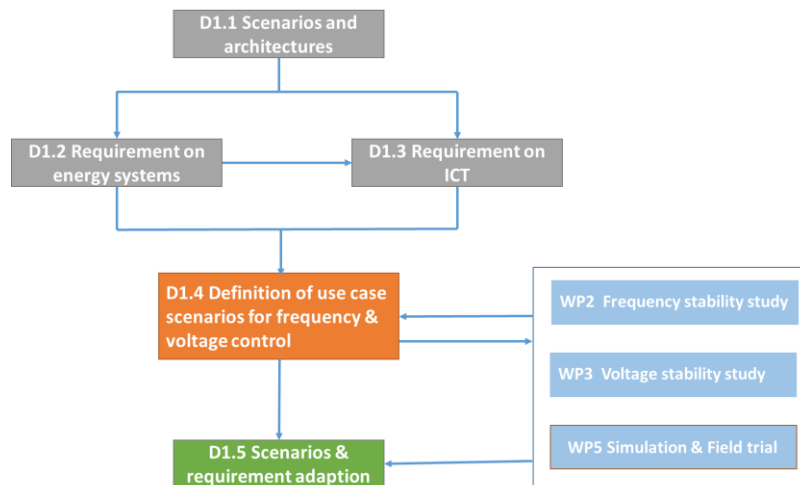 D1.1 Scenarios and
architectures
D1.2 Requirement on
energy systems
D1.3 Requirement on
ICT
D1.4 Definition of use case
scenarios for frequency &
voltage control
WP2 Frequency stability study
WP3 Voltage stability study
WP5 Simulation & Field trial
D1.5 Scenarios &
requirement adaption